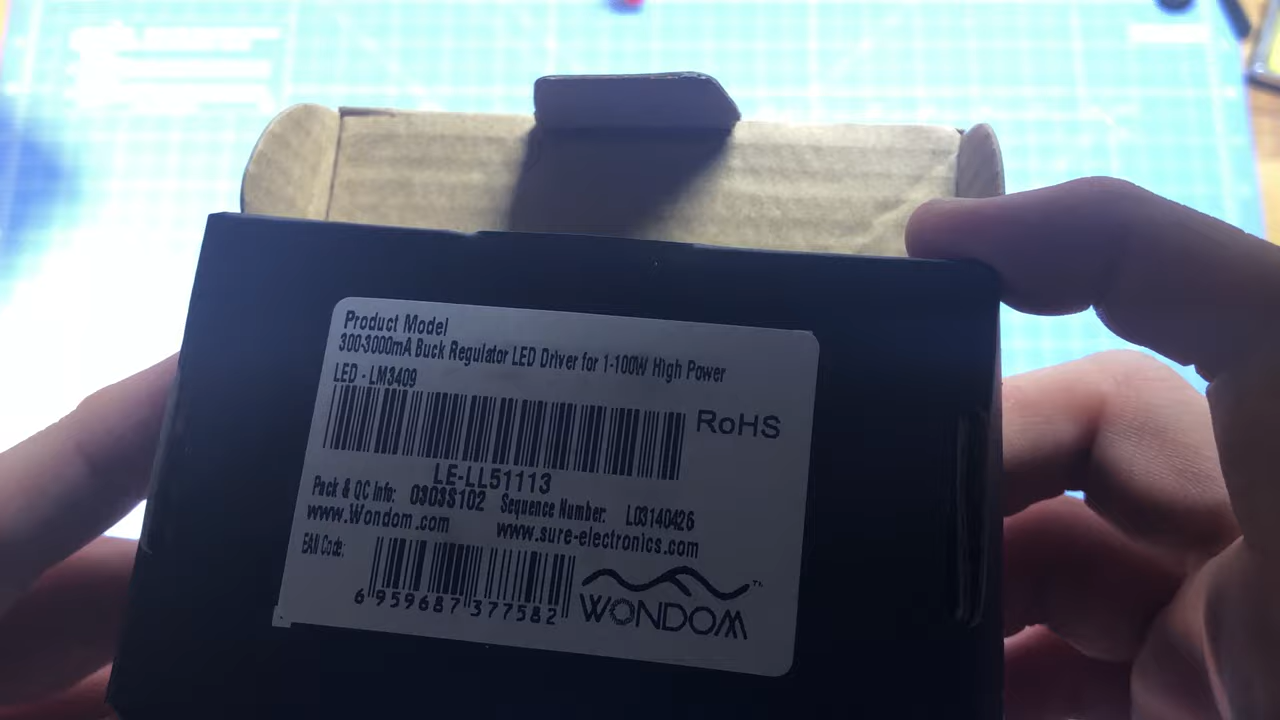 Product Model
300-3000mA Buck Regulator LED Driver for 1-100W High Power
LED - LM3409
RoHS
LE-LL51113
Pack & QC Info: 0303S102 Sequence Number: L03140426
www.Wondom.com www.sure-electronics.com
EAN Code:
6 959687 377582
WONDOM TM